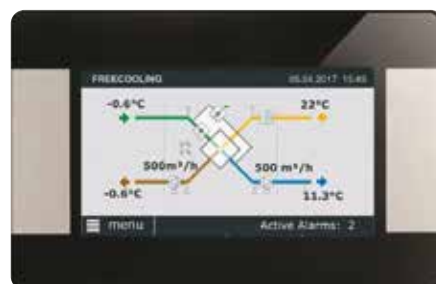 FREECOOLING 05.04.2017 15:45
-0.6°C 22°C
500m³/h 500 m³/h
-0.6°C 11.3°C
menu Active Alarms: 2